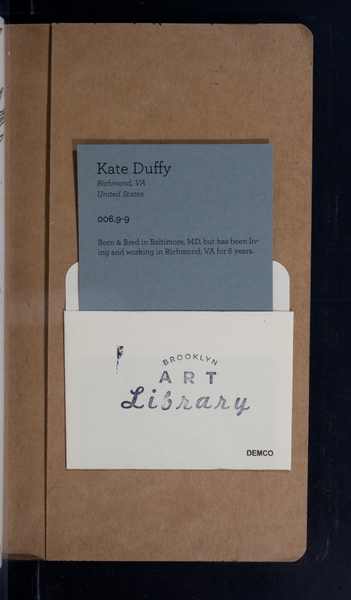 Kate Duffy
Richmond, VA
United States
006.9-9
Born & Bred in Baltimore, MD, but has been liv-
ing and working in Richmond, VA for 6 years.
BROOKLYN
ART
Library
DEMCO